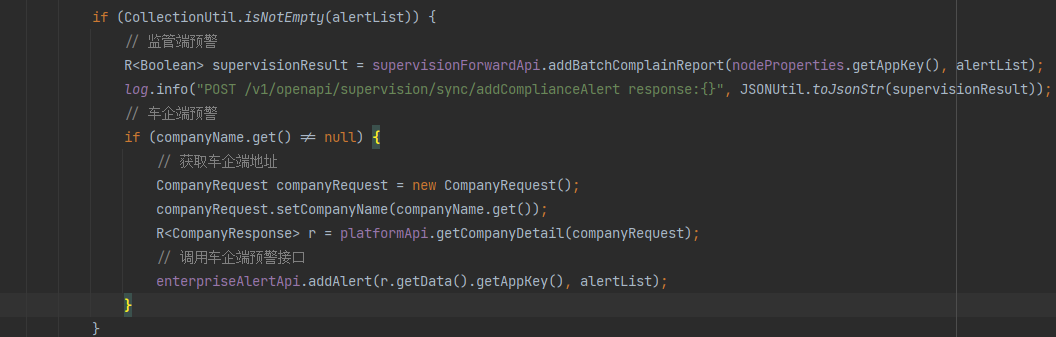 if (CollectionUtil.isNotEmpty(alertList)) {
// 监管端预警
R<Boolean> supervisionResult = supervisionForwardApi.addBatchComplainReport(nodeProperties.getAppKey(), alertList);
log.info("POST /v1/openapi/supervision/sync/addComplianceAlert response:{}", JSONUtil.toJsonStr(supervisionResult));
// 车企端预警
if (companyName.get() != null) {
// 获取车企端地址
CompanyRequest companyRequest = new CompanyRequest();
companyRequest.setCompanyName(companyName.get());
R<CompanyResponse> r = platformApi.getCompanyDetail(companyRequest);
// 调用车企端预警接口
enterpriseAlertApi.addAlert(r.getData().getAppKey(), alertList);
}
}